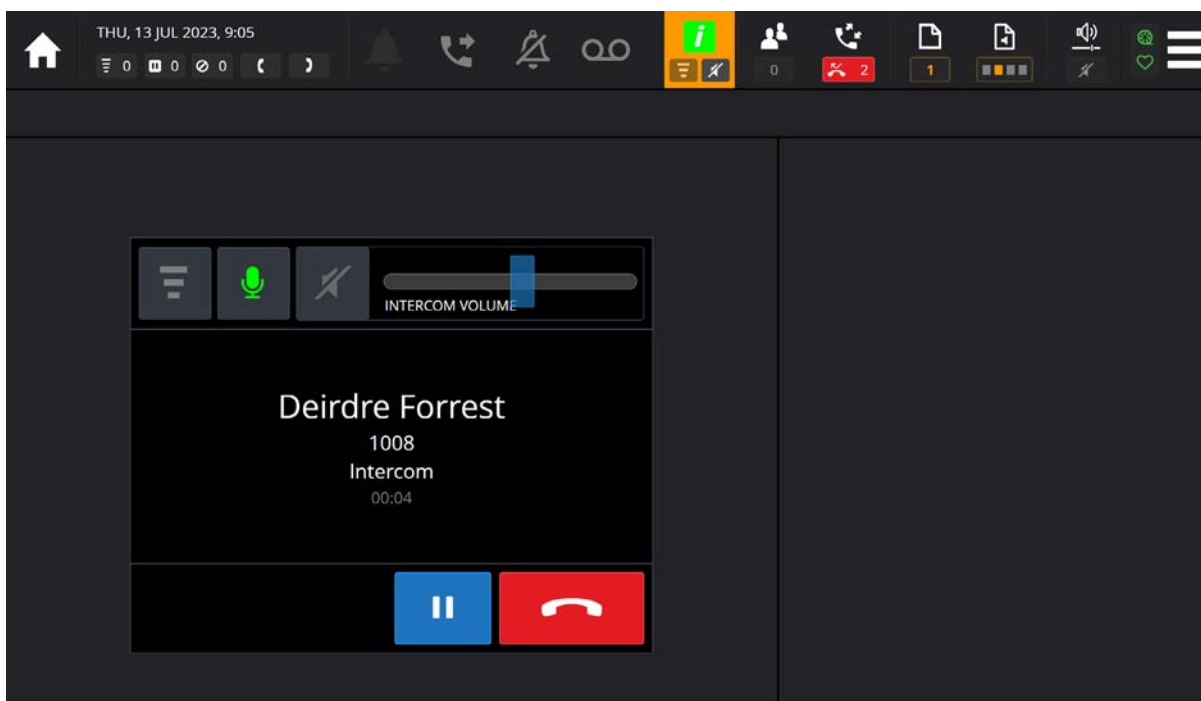 THU, 13 JUL 2023, 9:05
0 0 0
i
0
2
1
INTERCOM VOLUME
Deirdre Forrest
1008
Intercom
00:04